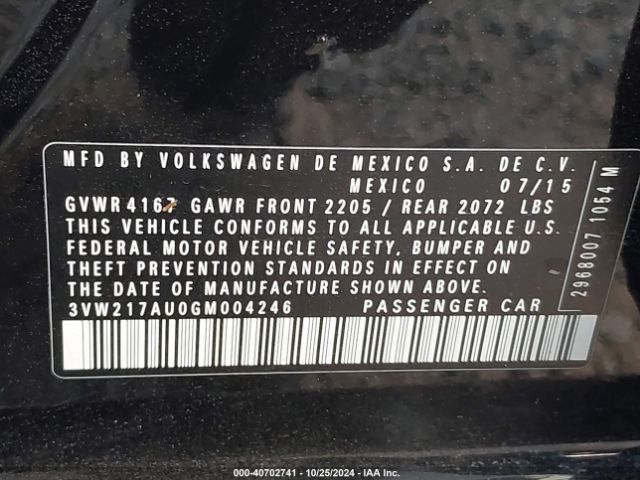 MFD BY VOLKSWAGEN DE MEXICO S.A. DE C.V.
MEXICO 07/15
GVWR 4167 GAWR FRONT 2205 / REAR 2072 LBS
THIS VEHICLE CONFORMS TO ALL APPLICABLE U.S.
FEDERAL MOTOR VEHICLE SAFETY, BUMPER AND
THEFT PREVENTION STANDARDS IN EFFECT ON
THE DATE OF MANUFACTURE SHOWN ABOVE.
3VW217AU0GM004246 PASSENGER CAR
2968007 1054 M
000-40702741 - 10/25/2024 - IAA Inc.